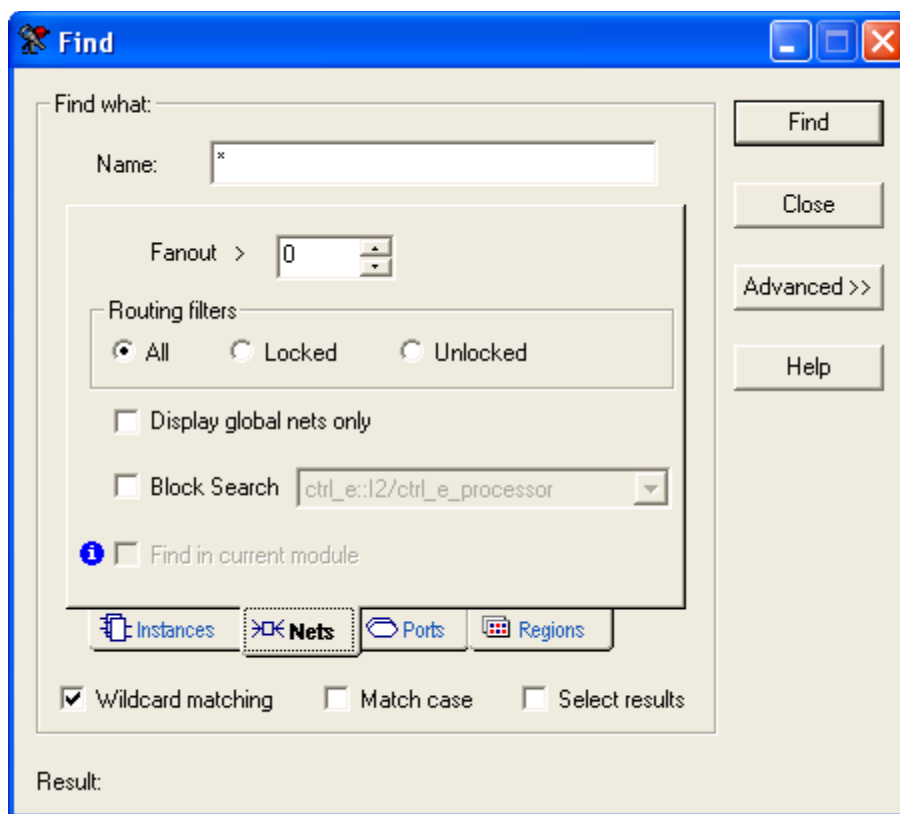 Find
Find what:
Find
Name: *
Close
Fanout > 0
Advanced >>
Routing filters
All Locked Unlocked
Help
Display global nets only
Block Search ctrl_e::I2/ctrl_e_processor
Find in current module
Instances Nets Ports Regions
Wildcard matching Match case Select results
Result: